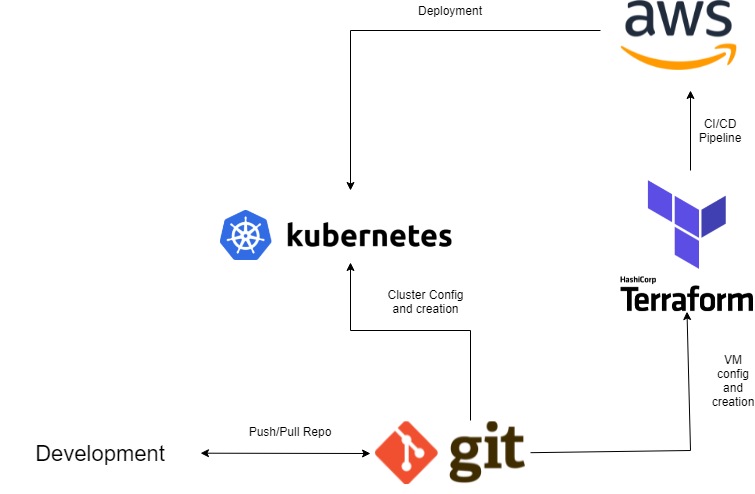 Deployment
aws
CI/CD
Pipeline
kubernetes
HashiCorp
Terraform
Cluster Config
and creation
VM
config
and
creation
Push/Pull Repo
git
Development